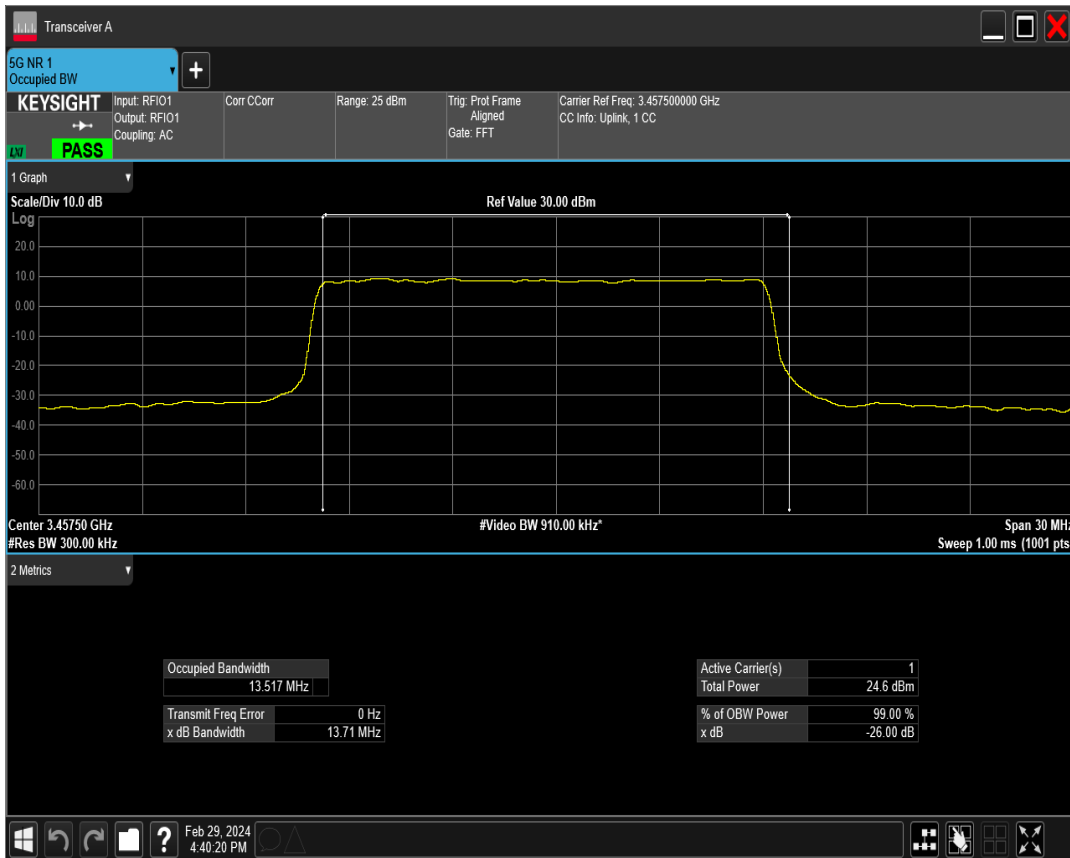 Transceiver A
5G NR 1
Occupied BW
+
KEYSIGHT
LXI
PASS
Input: RFIO1
Output: RFIO1
Coupling: AC
Corr CCorr
Range: 25 dBm
Trig: Prot Frame
Aligned
Gate: FFT
Carrier Ref Freq: 3.457500000 GHz
CC Info: Uplink, 1 CC
1 Graph
Scale/Div 10.0 dB
Ref Value 30.00 dBm
Log
20.0
10.0
0.00
-10.0
-20.0
-30.0
-40.0
-50.0
-60.0
Center 3.45750 GHz
#Video BW 910.00 kHz*
Span 30 MHz
#Res BW 300.00 kHz
Sweep 1.00 ms (1001 pts
2 Metrics
Occupied Bandwidth
13.517 MHz
Transmit Freq Error 0 Hz
x dB Bandwidth 13.71 MHz
Active Carrier(s) 1
Total Power 24.6 dBm
% of OBW Power 99.00 %
x dB -26.00 dB
?
Feb 29, 2024
4:40:20 PM